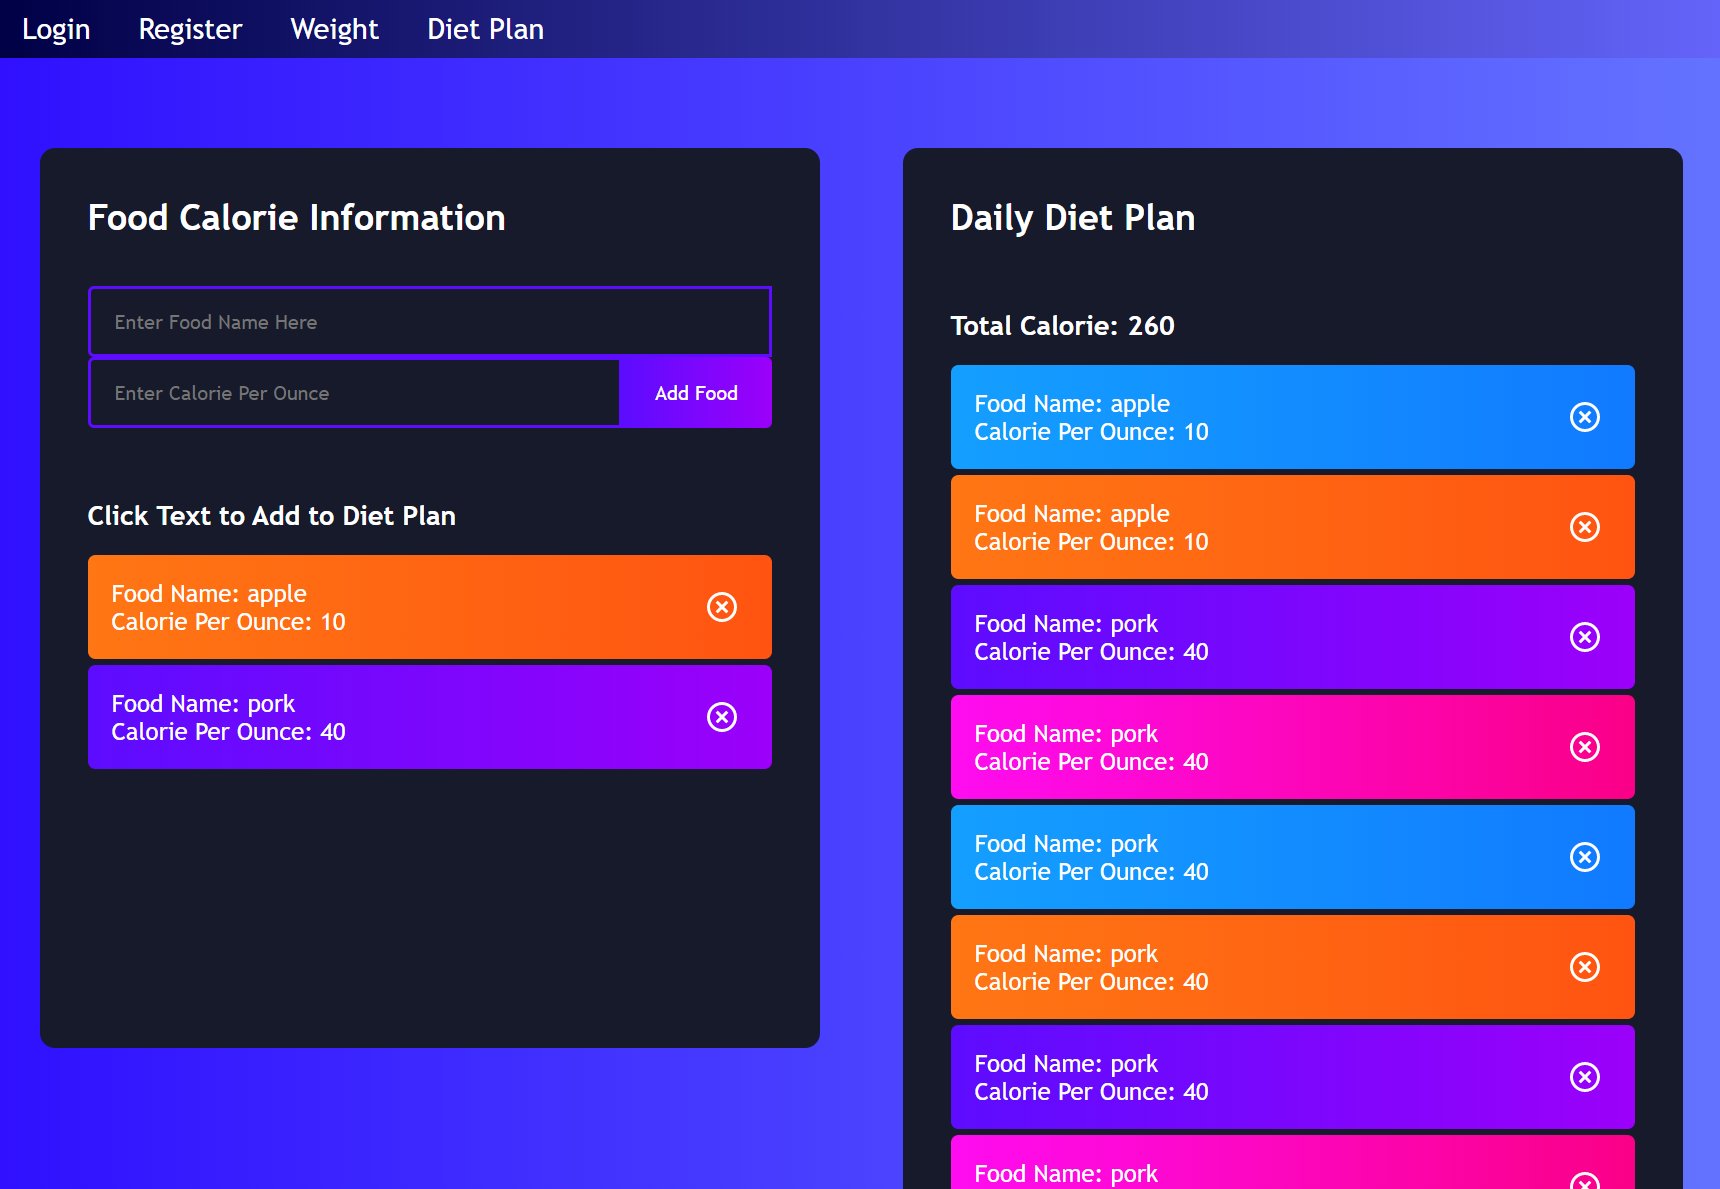 Login Register Weight Diet Plan
Food Calorie Information
Enter Food Name Here
Enter Calorie Per Ounce
Add Food
Click Text to Add to Diet Plan
Food Name: apple
Calorie Per Ounce: 10
Food Name: pork
Calorie Per Ounce: 40
Daily Diet Plan
Total Calorie: 260
Food Name: apple
Calorie Per Ounce: 10
Food Name: apple
Calorie Per Ounce: 10
Food Name: pork
Calorie Per Ounce: 40
Food Name: pork
Calorie Per Ounce: 40
Food Name: pork
Calorie Per Ounce: 40
Food Name: pork
Calorie Per Ounce: 40
Food Name: pork
Calorie Per Ounce: 40
Food Name: pork